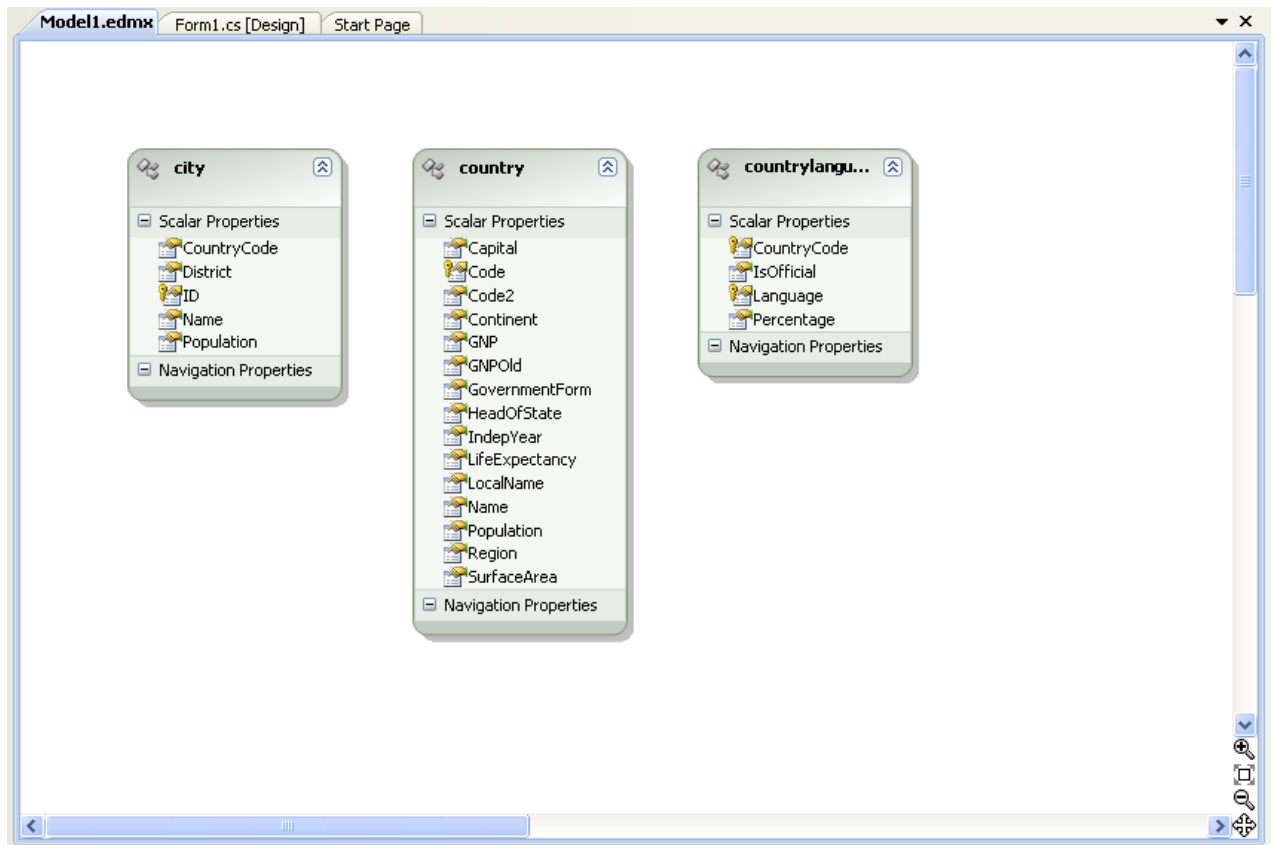 Model1.edmx Form1.cs [Design] Start Page
city
Scalar Properties
CountryCode
District
ID
Name
Population
Navigation Properties
country
Scalar Properties
Capital
Code
Code2
Continent
GNP
GNPOld
GovernmentForm
HeadOfState
IndepYear
LifeExpectancy
LocalName
Name
Population
Region
SurfaceArea
Navigation Properties
countrylangu...
Scalar Properties
CountryCode
IsOfficial
Language
Percentage
Navigation Properties